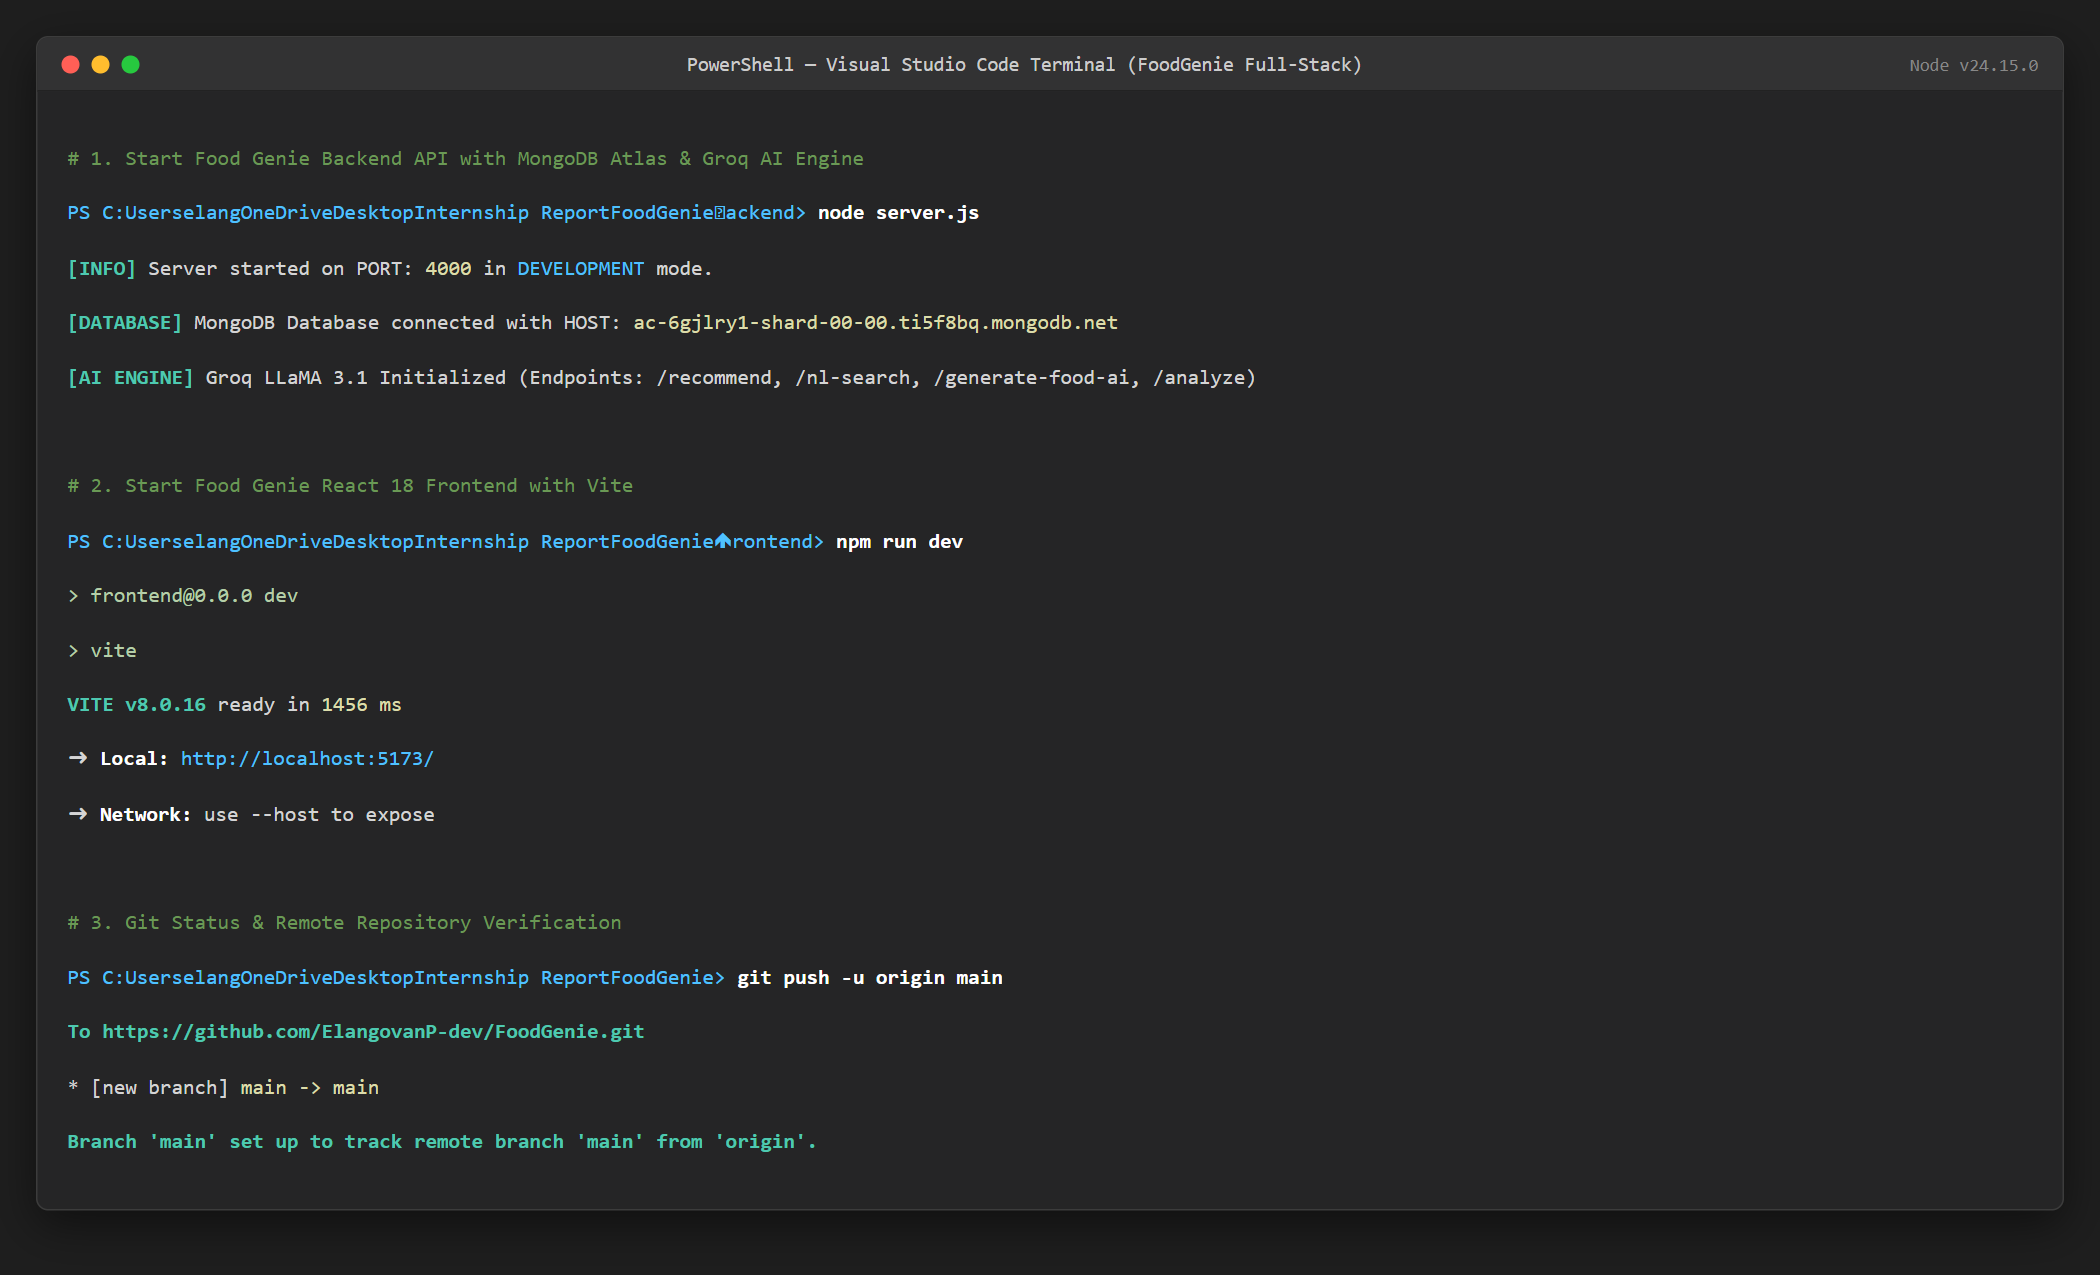 PowerShell — Visual Studio Code Terminal (FoodGenie Full-Stack)
Node v24.15.0
# 1. Start Food Genie Backend API with MongoDB Atlas & Groq AI Engine
PS C:UserselangOneDriveDesktopInternship ReportFoodGenie▯ackend> node server.js
[INFO] Server started on PORT: 4000 in DEVELOPMENT mode.
[DATABASE] MongoDB Database connected with HOST: ac-6gjlry1-shard-00-00.ti5f8bq.mongodb.net
[AI ENGINE] Groq LLaMA 3.1 Initialized (Endpoints: /recommend, /nl-search, /generate-food-ai, /analyze)
# 2. Start Food Genie React 18 Frontend with Vite
PS C:UserselangOneDriveDesktopInternship ReportFoodGenie🡅rontend> npm run dev
> frontend@0.0.0 dev
> vite
VITE v8.0.16 ready in 1456 ms
➜ Local: http://localhost:5173/
➜ Network: use --host to expose
# 3. Git Status & Remote Repository Verification
PS C:UserselangOneDriveDesktopInternship ReportFoodGenie> git push -u origin main
To https://github.com/ElangovanP-dev/FoodGenie.git
* [new branch] main -> main
Branch 'main' set up to track remote branch 'main' from 'origin'.